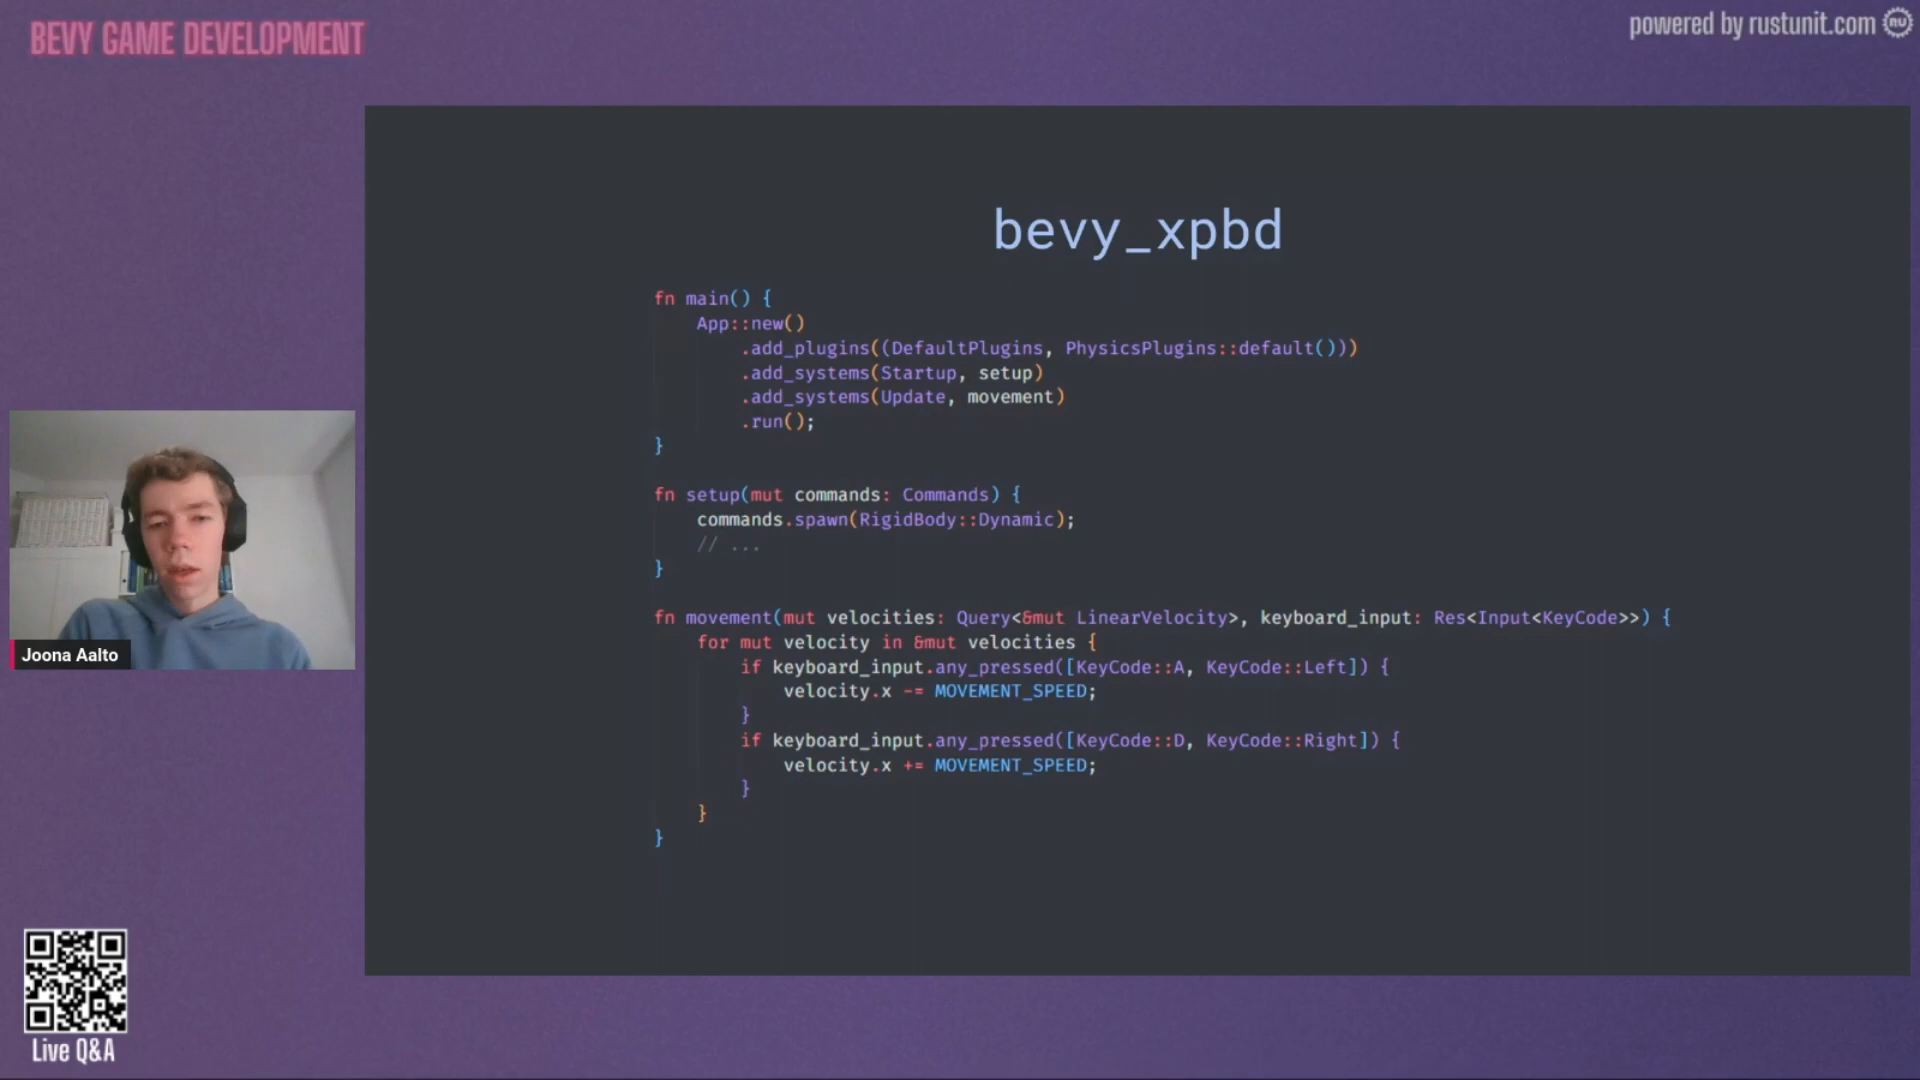 BEVY GAME DEVELOPMENT
powered by rustunit.com
RU
bevy_xpbd
fn main() {
    App::new()
        .add_plugins((DefaultPlugins, PhysicsPlugins::default()))
        .add_systems(Startup, setup)
        .add_systems(Update, movement)
        .run();
}
fn setup(mut commands: Commands) {
    commands.spawn(RigidBody::Dynamic);
    // ...
}
fn movement(mut velocities: Query<&mut LinearVelocity>, keyboard_input: Res<Input<KeyCode>>) {
    for mut velocity in &mut velocities {
        if keyboard_input.any_pressed([KeyCode::A, KeyCode::Left]) {
            velocity.x -= MOVEMENT_SPEED;
        }
        if keyboard_input.any_pressed([KeyCode::D, KeyCode::Right]) {
            velocity.x += MOVEMENT_SPEED;
        }
    }
}
Joona Aalto
Live Q&A